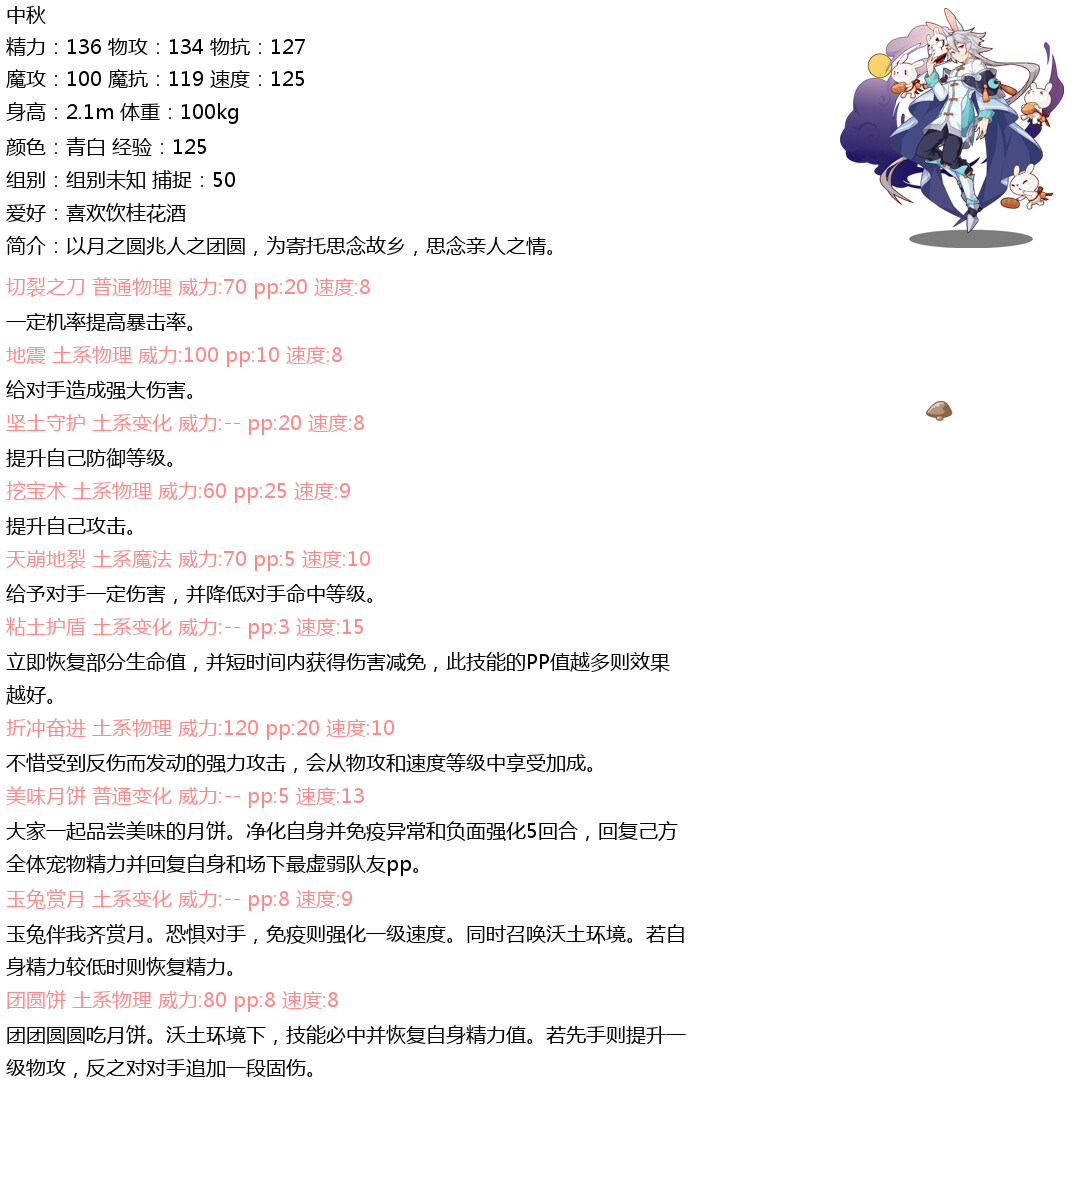 中秋
精力：136 物攻：134 物抗：127
魔攻：100 魔抗：119 速度：125
身高：2.1m 体重：100kg
颜色：青白 经验：125
组别：组别未知 捕捉：50
爱好：喜欢饮桂花酒
简介：以月之圆兆人之团圆，为寄托思念故乡，思念亲人之情。
切裂之刀 普通物理 威力:70 pp:20 速度:8
一定机率提高暴击率。
地震 土系物理 威力:100 pp:10 速度:8
给对手造成强大伤害。
坚土守护 土系变化 威力:-- pp:20 速度:8
提升自己防御等级。
挖宝术 土系物理 威力:60 pp:25 速度:9
提升自己攻击。
天崩地裂 土系魔法 威力:70 pp:5 速度:10
给予对手一定伤害，并降低对手命中等级。
粘土护盾 土系变化 威力:-- pp:3 速度:15
立即恢复部分生命值，并短时间内获得伤害减免，此技能的PP值越多则效果
越好。
折冲奋进 土系物理 威力:120 pp:20 速度:10
不惜受到反伤而发动的强力攻击，会从物攻和速度等级中享受加成。
美味月饼 普通变化 威力:-- pp:5 速度:13
大家一起品尝美味的月饼。净化自身并免疫异常和负面强化5回合，回复己方
全体宠物精力并回复自身和场下最虚弱队友pp。
玉兔赏月 土系变化 威力:-- pp:8 速度:9
玉兔伴我齐赏月。恐惧对手，免疫则强化一级速度。同时召唤沃土环境。若自
身精力较低时则恢复精力。
团圆饼 土系物理 威力:80 pp:8 速度:8
团团圆圆吃月饼。沃土环境下，技能必中并恢复自身精力值。若先手则提升一
级物攻，反之对对手追加一段固伤。